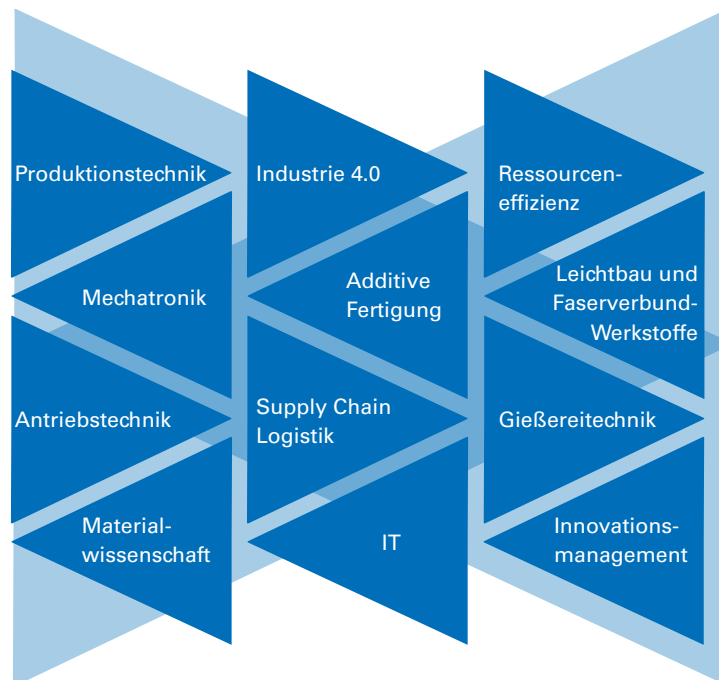 Produktionstechnik
Industrie 4.0
Ressourcen-
effizienz
Mechatronik
Additive
Fertigung
Leichtbau und
Faserverbund-
Werkstoffe
Antriebstechnik
Supply Chain
Logistik
Gießereitechnik
Material-
wissenschaft
IT
Innovations-
management